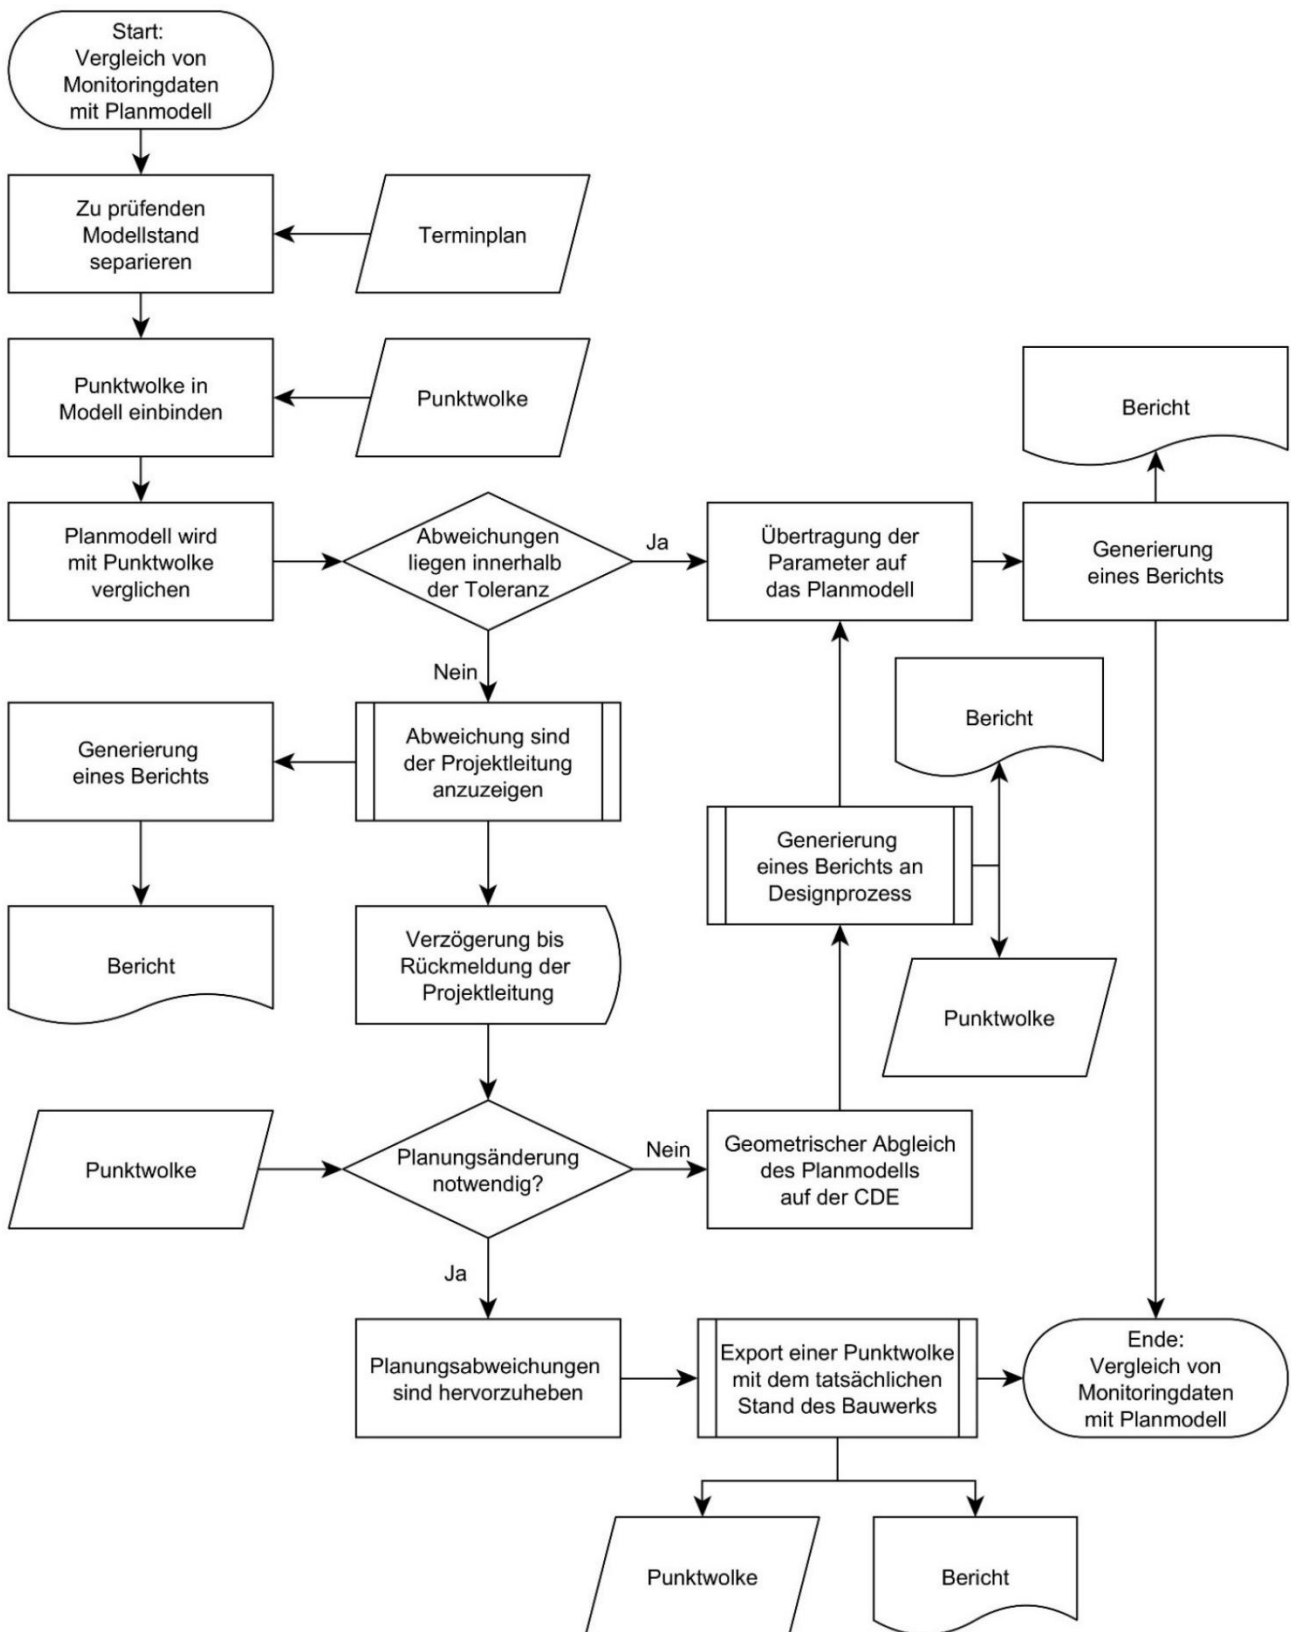 Start:
Vergleich von
Monitoringdaten
mit Planmodell
Zu prüfenden
Modellstand
separieren
Terminplan
Punktwolke in
Modell einbinden
Punktwolke
Bericht
Planmodell wird
mit Punktwolke
verglichen
Abweichungen
liegen innerhalb
der Toleranz
Ja
Übertragung der
Parameter auf
das Planmodell
Generierung
eines Berichts
Nein
Generierung
eines Berichts
Abweichung sind
der Projektleitung
anzuzeigen
Bericht
Generierung
eines Berichts an
Designprozess
Bericht
Verzögerung bis
Rückmeldung der
Projektleitung
Punktwolke
Punktwolke
Planungsänderung
notwendig?
Nein
Geometrischer Abgleich
des Planmodells
auf der CDE
Ja
Planungsabweichungen
sind hervorzuheben
Export einer Punktwolke
mit dem tatsächlichen
Stand des Bauwerks
Ende:
Vergleich von
Monitoringdaten
mit Planmodell
Punktwolke
Bericht